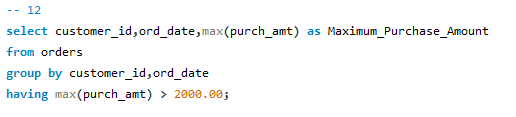 -- 12
select customer_id,ord_date,max(purch_amt) as Maximum_Purchase_Amount
from orders
group by customer_id,ord_date
having max(purch_amt) > 2000.00;